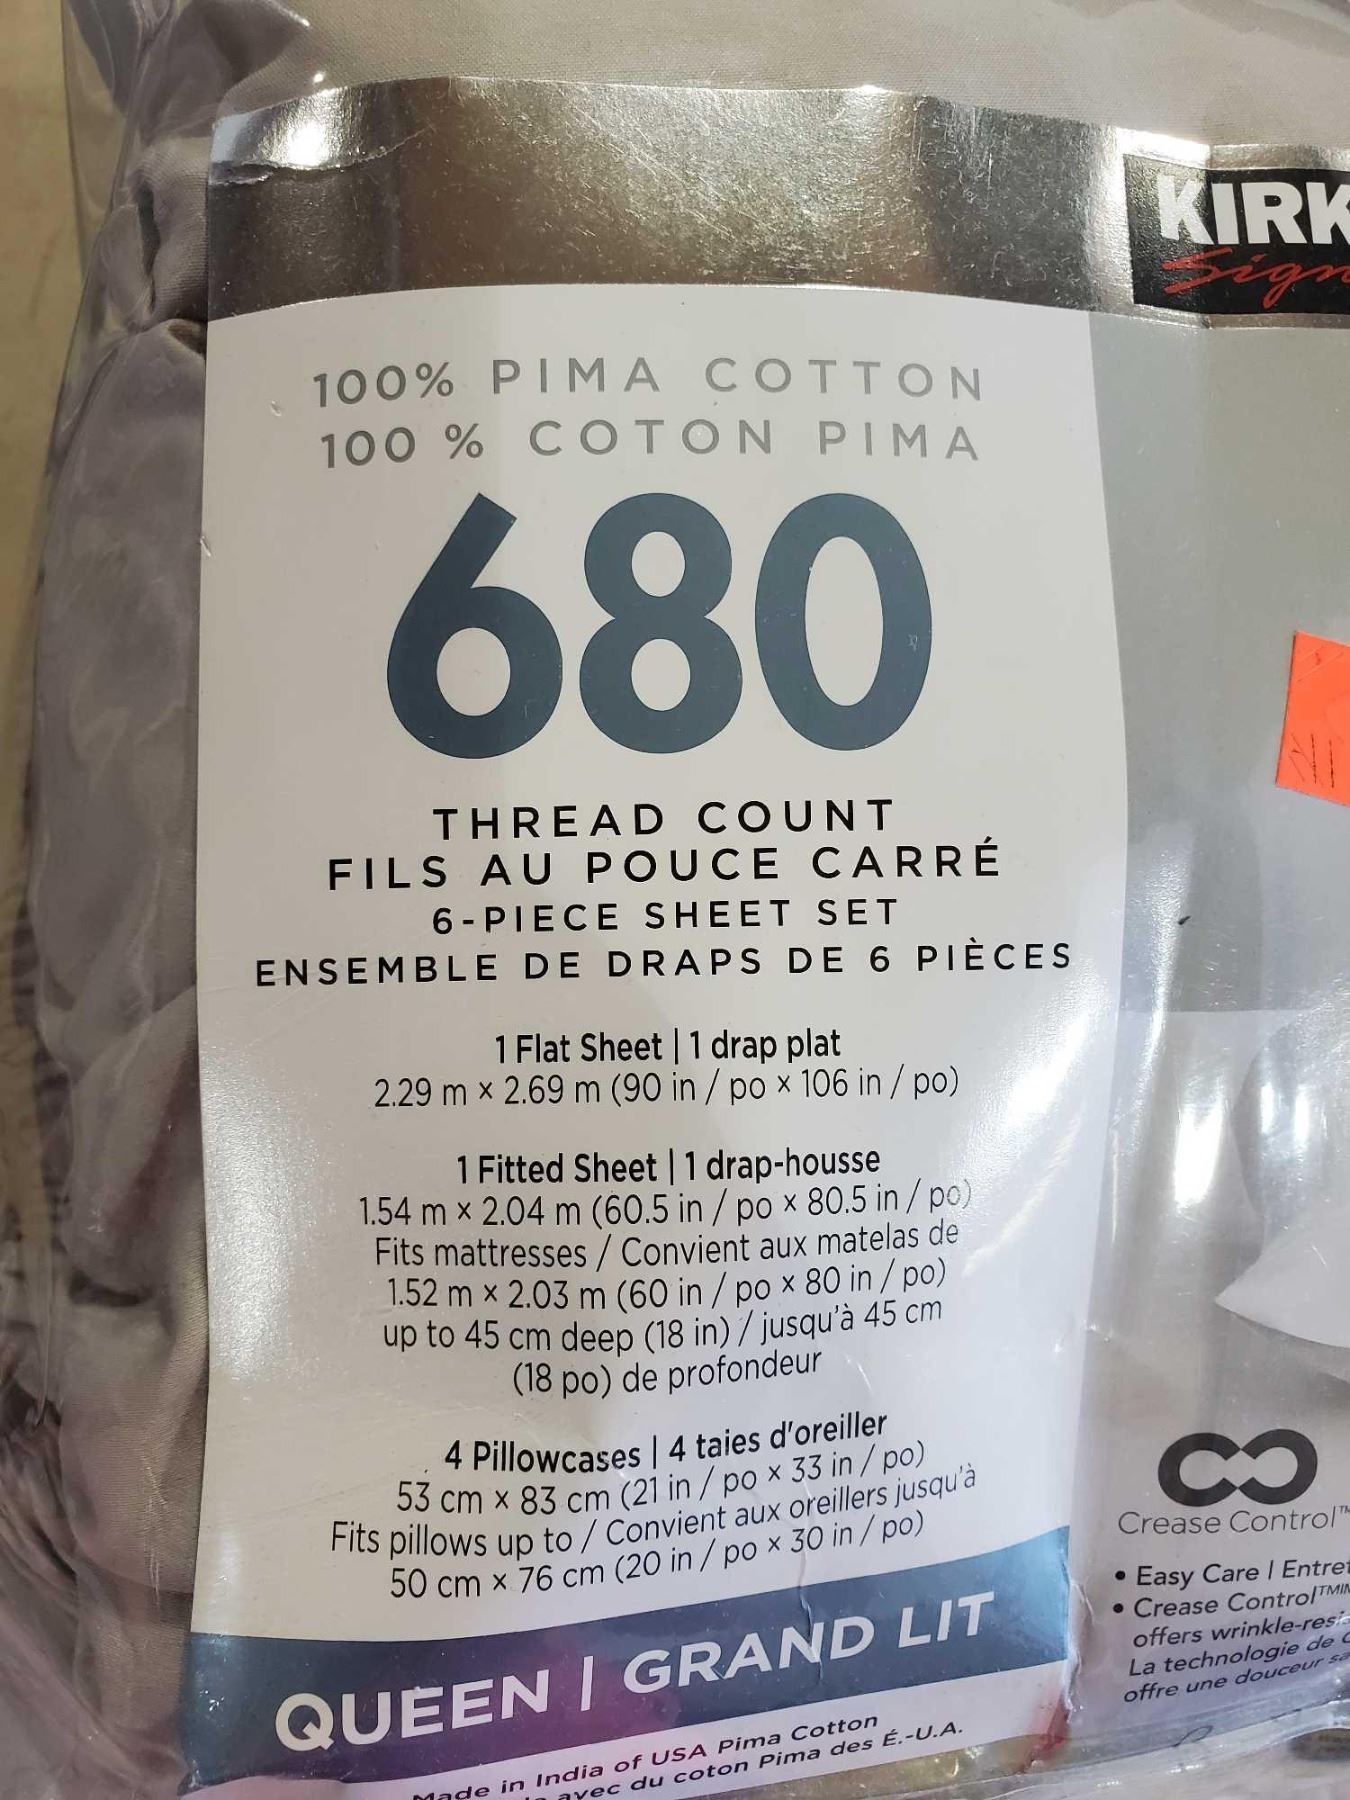 KIRK
Sign
100% PIMA COTTON
100 % COTON PIMA
680
THREAD COUNT
FILS AU POUCE CARRÉ
6-PIECE SHEET SET
ENSEMBLE DE DRAPS DE 6 PIÈCES
1 Flat Sheet | 1 drap plat
2.29 m × 2.69 m (90 in / po × 106 in / po)
1 Fitted Sheet | 1 drap-housse
1.54 m × 2.04 m (60.5 in / po × 80.5 in / po)
Fits mattresses / Convient aux matelas de
1.52 m × 2.03 m (60 in / po × 80 in / po)
up to 45 cm deep (18 in) / jusqu'à 45 cm
(18 po) de profondeur
4 Pillowcases | 4 taies d'oreiller
53 cm × 83 cm (21 in / po × 33 in / po)
Fits pillows up to / Convient aux oreillers jusqu'à
50 cm × 76 cm (20 in / po × 30 in / po)
QUEEN | GRAND LIT
Made in India of USA Pima Cotton
avec du coton Pima des É.-U.A.
Crease Control™
• Easy Care | Entret
• Crease Control™
offers wrinkle-resi
La technologie de
offre une douceur